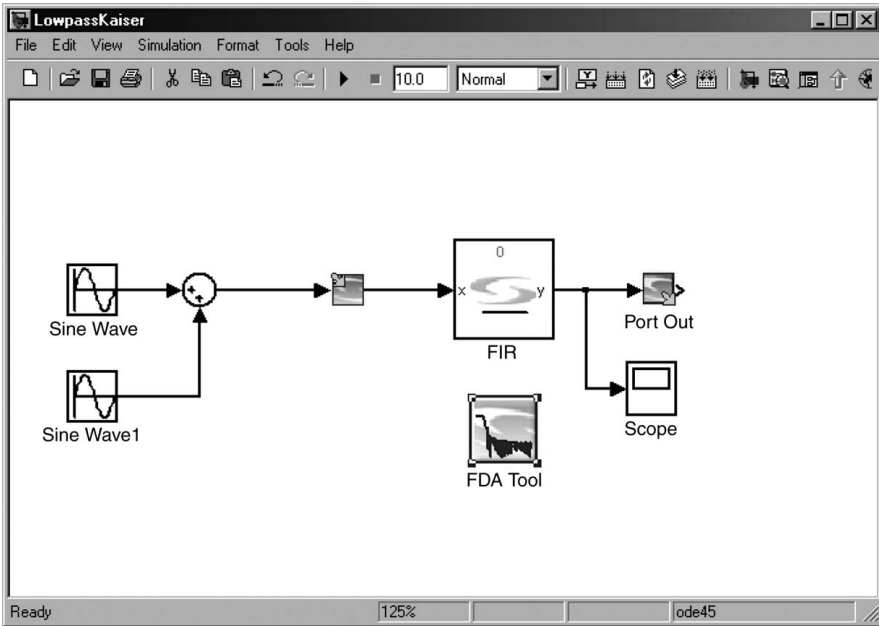 LowpassKaiser
File Edit View Simulation Format Tools Help
10.0 Normal
0
x y
Sine Wave
FIR
Port Out
Sine Wave1
FDA Tool
Scope
Ready 125% ode45